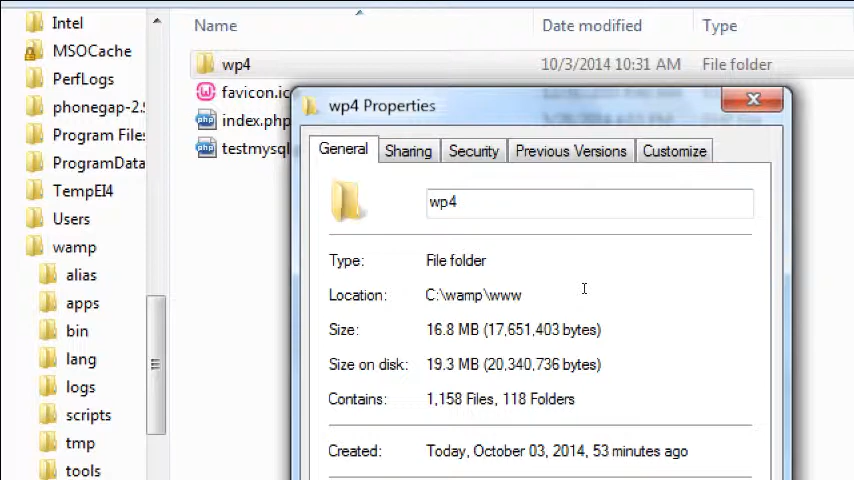 Intel
MSOCache
PerfLogs
phonegap-2.9
Program Files
ProgramData
TempEI4
Users
wamp
alias
apps
bin
lang
logs
scripts
tmp
tools
Name Date modified Type
wp4 10/3/2014 10:31 AM File folder
favicon.ic
index.php
testmysql
wp4 Properties
General Sharing Security Previous Versions Customize
wp4
Type: File folder
Location: C:\wamp\www
Size: 16.8 MB (17,651,403 bytes)
Size on disk: 19.3 MB (20,340,736 bytes)
Contains: 1,158 Files, 118 Folders
Created: Today, October 03, 2014, 53 minutes ago